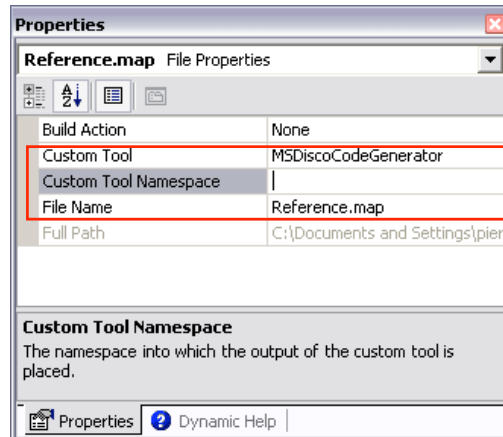 Properties
Reference.map File Properties
Build Action None
Custom Tool MSDiscoCodeGenerator
Custom Tool Namespace
File Name Reference.map
Full Path C:\Documents and Settings\pier
Custom Tool Namespace
The namespace into which the output of the custom tool is
placed.
Properties Dynamic Help